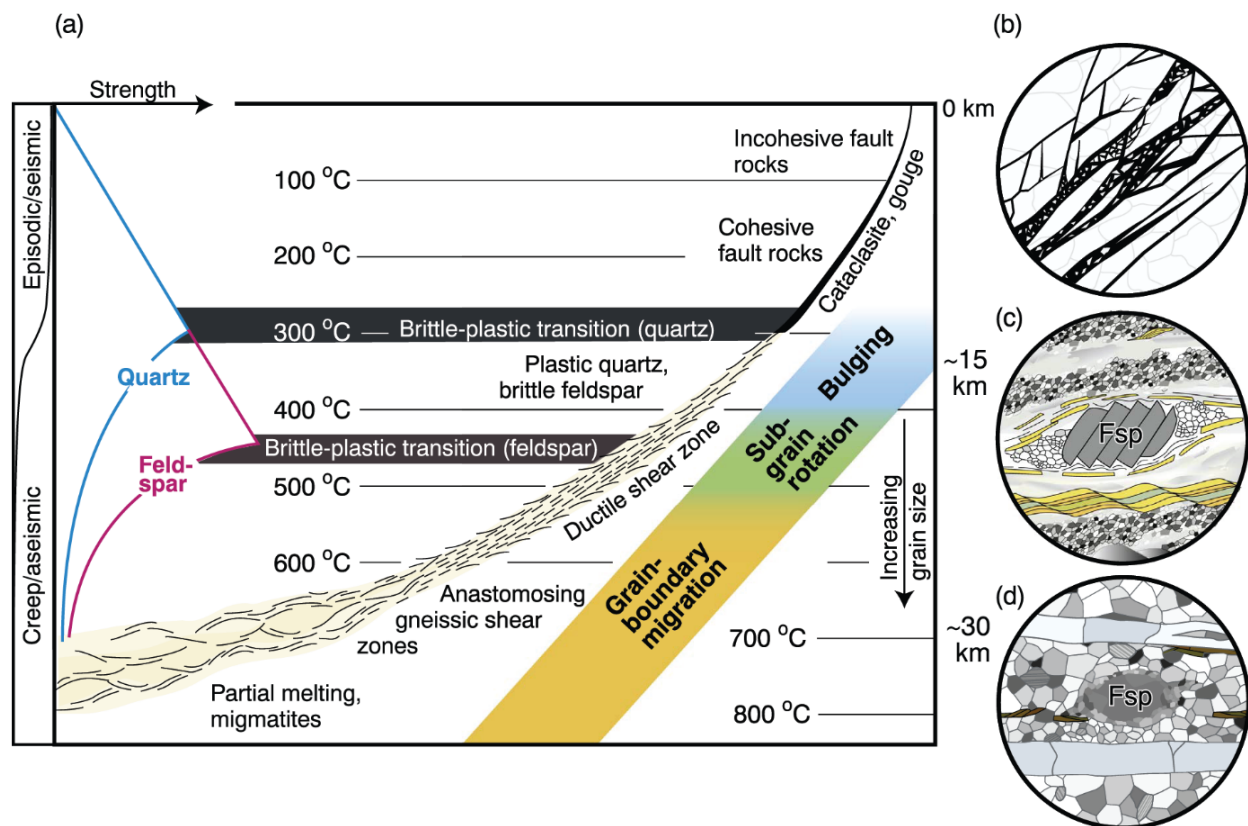 (a)
(b)
Strength
0 km
Episodic/seismic
Incohesive fault
rocks
100 °C
Cataclasite, gouge
Cohesive
fault rocks
200 °C
300 °C
Brittle-plastic transition (quartz)
Bulging
(c)
~15
km
Quartz
Plastic quartz,
brittle feldspar
400 °C
Fsp
Sub-
grain
rotation
Brittle-plastic transition (feldspar)
Feld-
spar
500 °C
Ductile shear zone
Increasing
grain size
Creep/aseismic
600 °C
Grain-
boundary
migration
(d)
Anastomosing
gneissic shear
zones
700 °C
~30
km
Fsp
Partial melting,
migmatites
800 °C